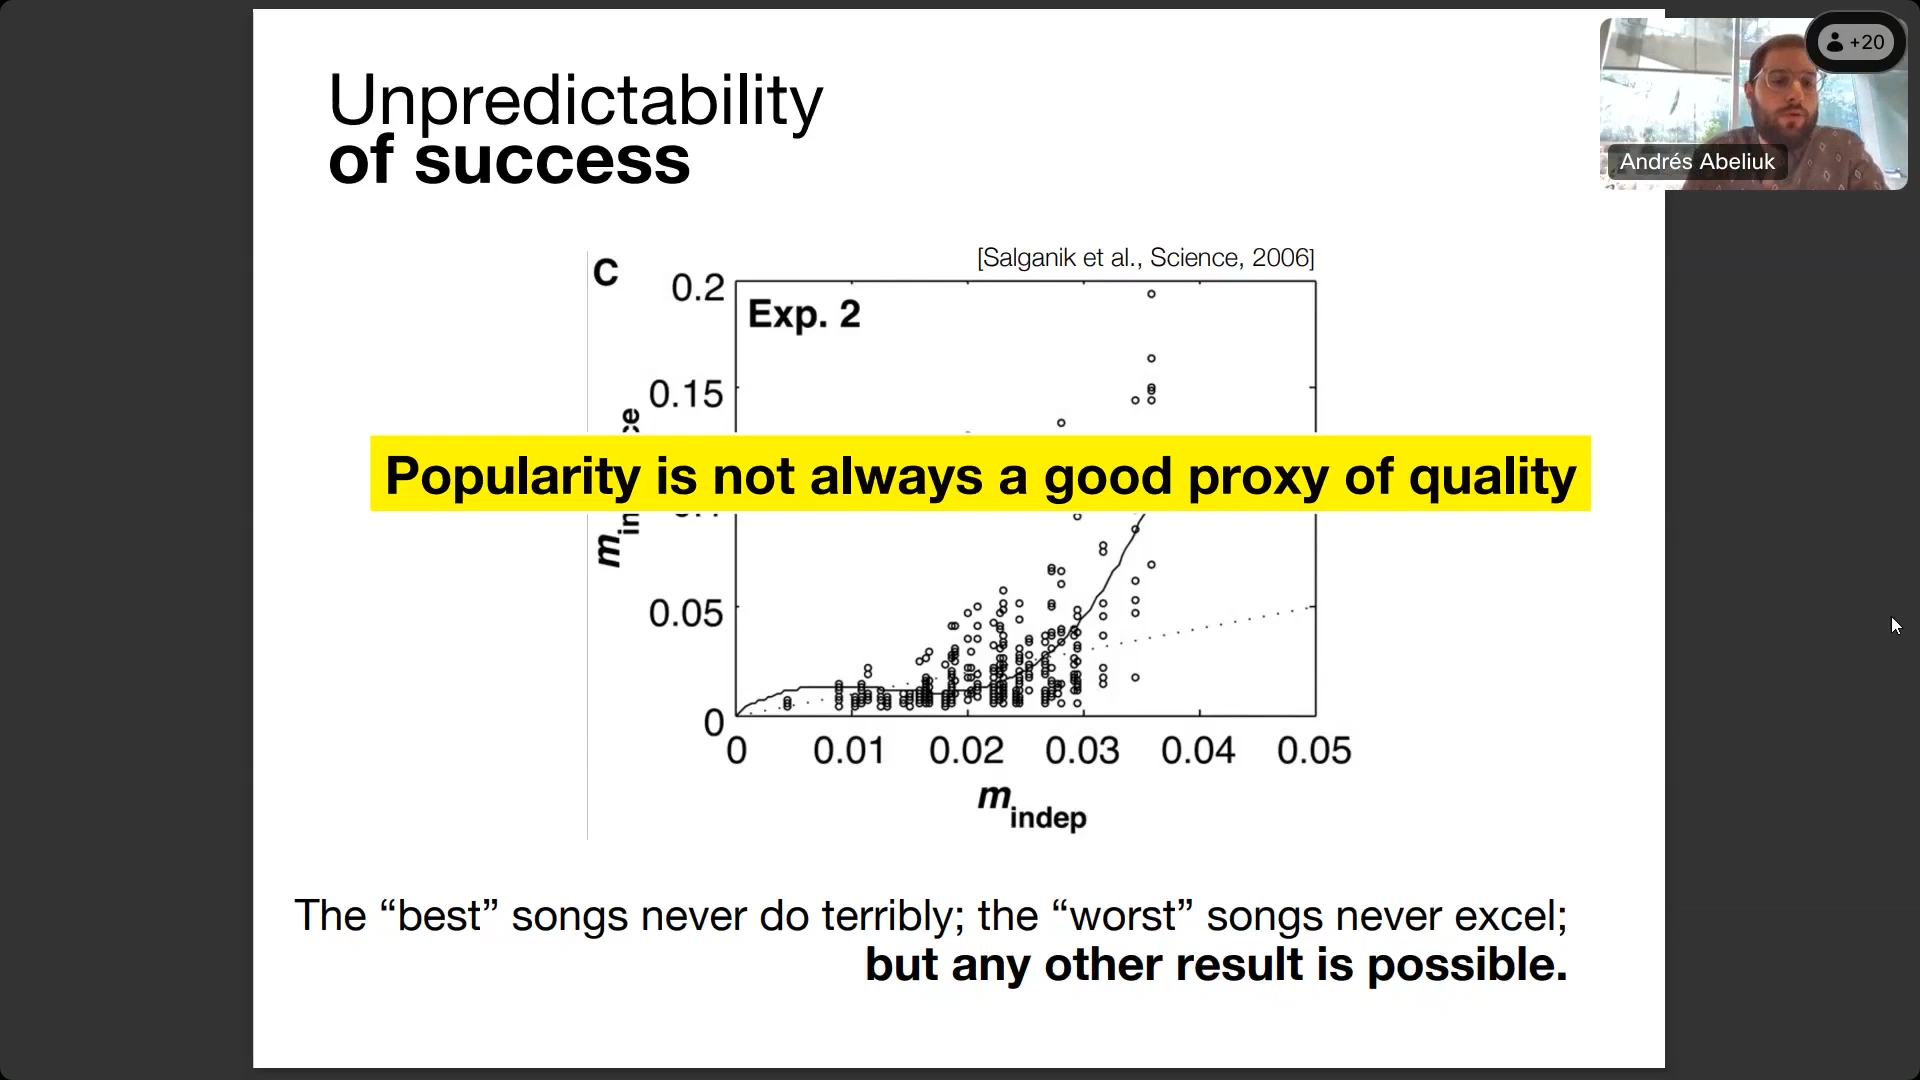 Unpredictability
of success
+20
Andrés Abeliuk
[Salganik et al., Science, 2006]
C
0.2
Exp. 2
0.15
Popularity is not always a good proxy of quality
m
0.05
0
0 0.01 0.02 0.03 0.04 0.05
m indep
The “best” songs never do terribly; the “worst” songs never excel;
but any other result is possible.